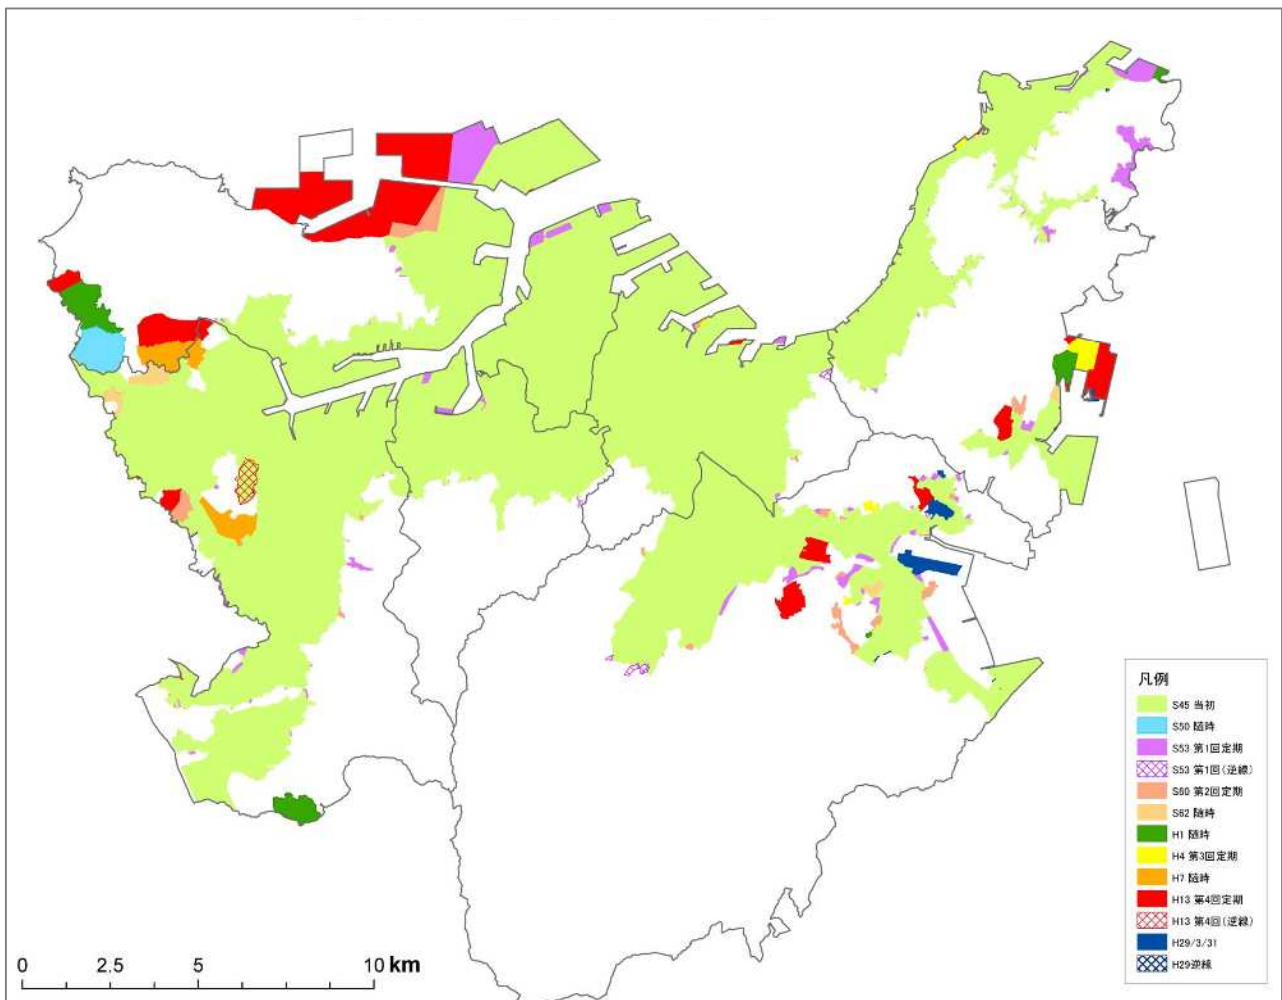 凡例
S45 当初
S50 随時
S53 第1回定期
S53 第1回(逆線)
S60 第2回定期
S62 随時
H1 随時
H4 第3回定期
H7 随時
H13 第4回定期
H13 第4回(逆線)
H29/3/31
H29逆線
0 2.5 5 10 km